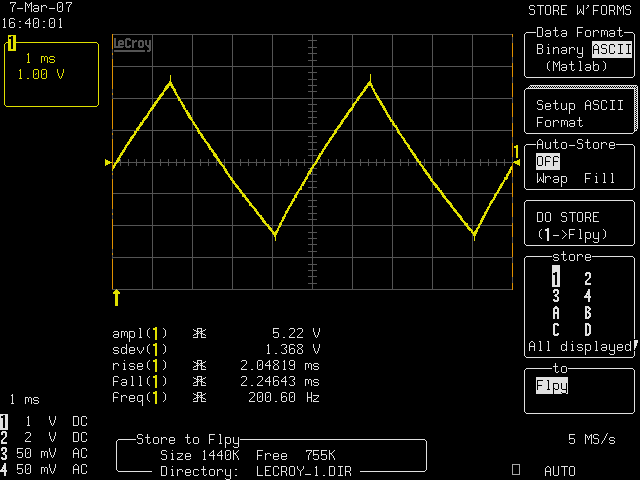 7-Mar-07
16:40:01
STORE W'FORMS
1
1 ms
1.00 V
LeCroy
Data Format
Binary ASCII
(Matlab)
Setup ASCII
Format
Auto-Store
Off
Wrap Fill
1
DO STORE
(1->Flpy)
store
1 2
3 4
A B
C D
All displayed
to
Flpy
ampl(1) 5.22 V
sdev(1) 1.368 V
rise(1) 2.04819 ms
fall(1) 2.24643 ms
freq(1) 200.60 Hz
1 ms
1 1 V DC
2 2 V DC
3 50 mV AC
4 50 mV AC
Store to Flpy
Size 1440K Free 755K
Directory: LECROY-1.DIR
5 MS/s
AUTO